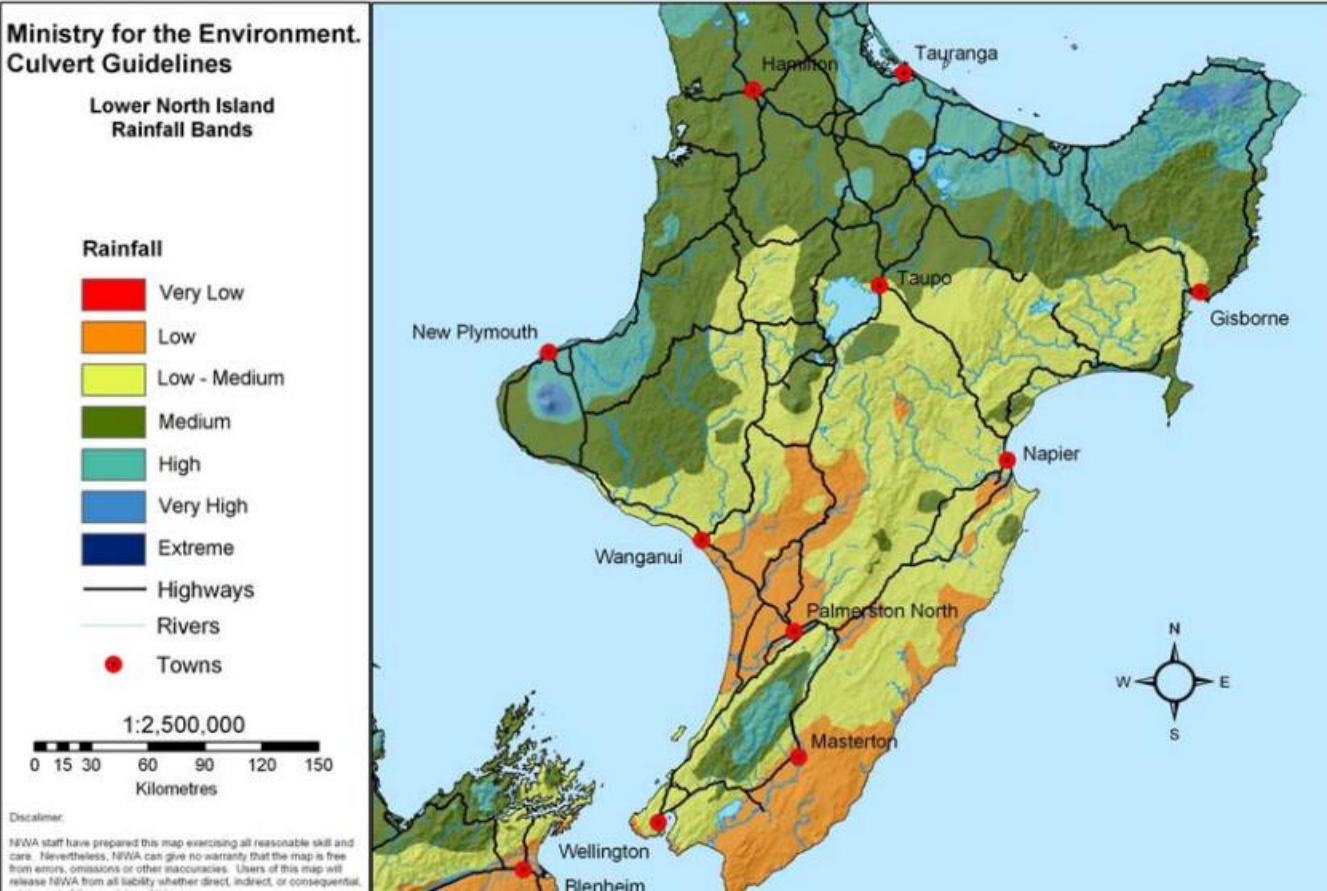 Ministry for the Environment.
Culvert Guidelines
Lower North Island
Rainfall Bands
Rainfall
Very Low
Low
Low - Medium
Medium
High
Very High
Extreme
Highways
Rivers
Towns
1:2,500,000
0 15 30 60 90 120 150
Kilometres
Discalimer:
NIWA staff have prepared this map exercising all reasonable skill and
care. Nevertheless, NIWA can give no warranty that the map is free
from errors, omissions or other inaccuracies. Users of this map will
release NIWA from all liability whether direct, indirect, or consequential,
Tauranga
Hamilton
Taupo
Gisborne
New Plymouth
Napier
Wanganui
Palmerston North
Masterton
Wellington
Blenheim
N
W
E
S